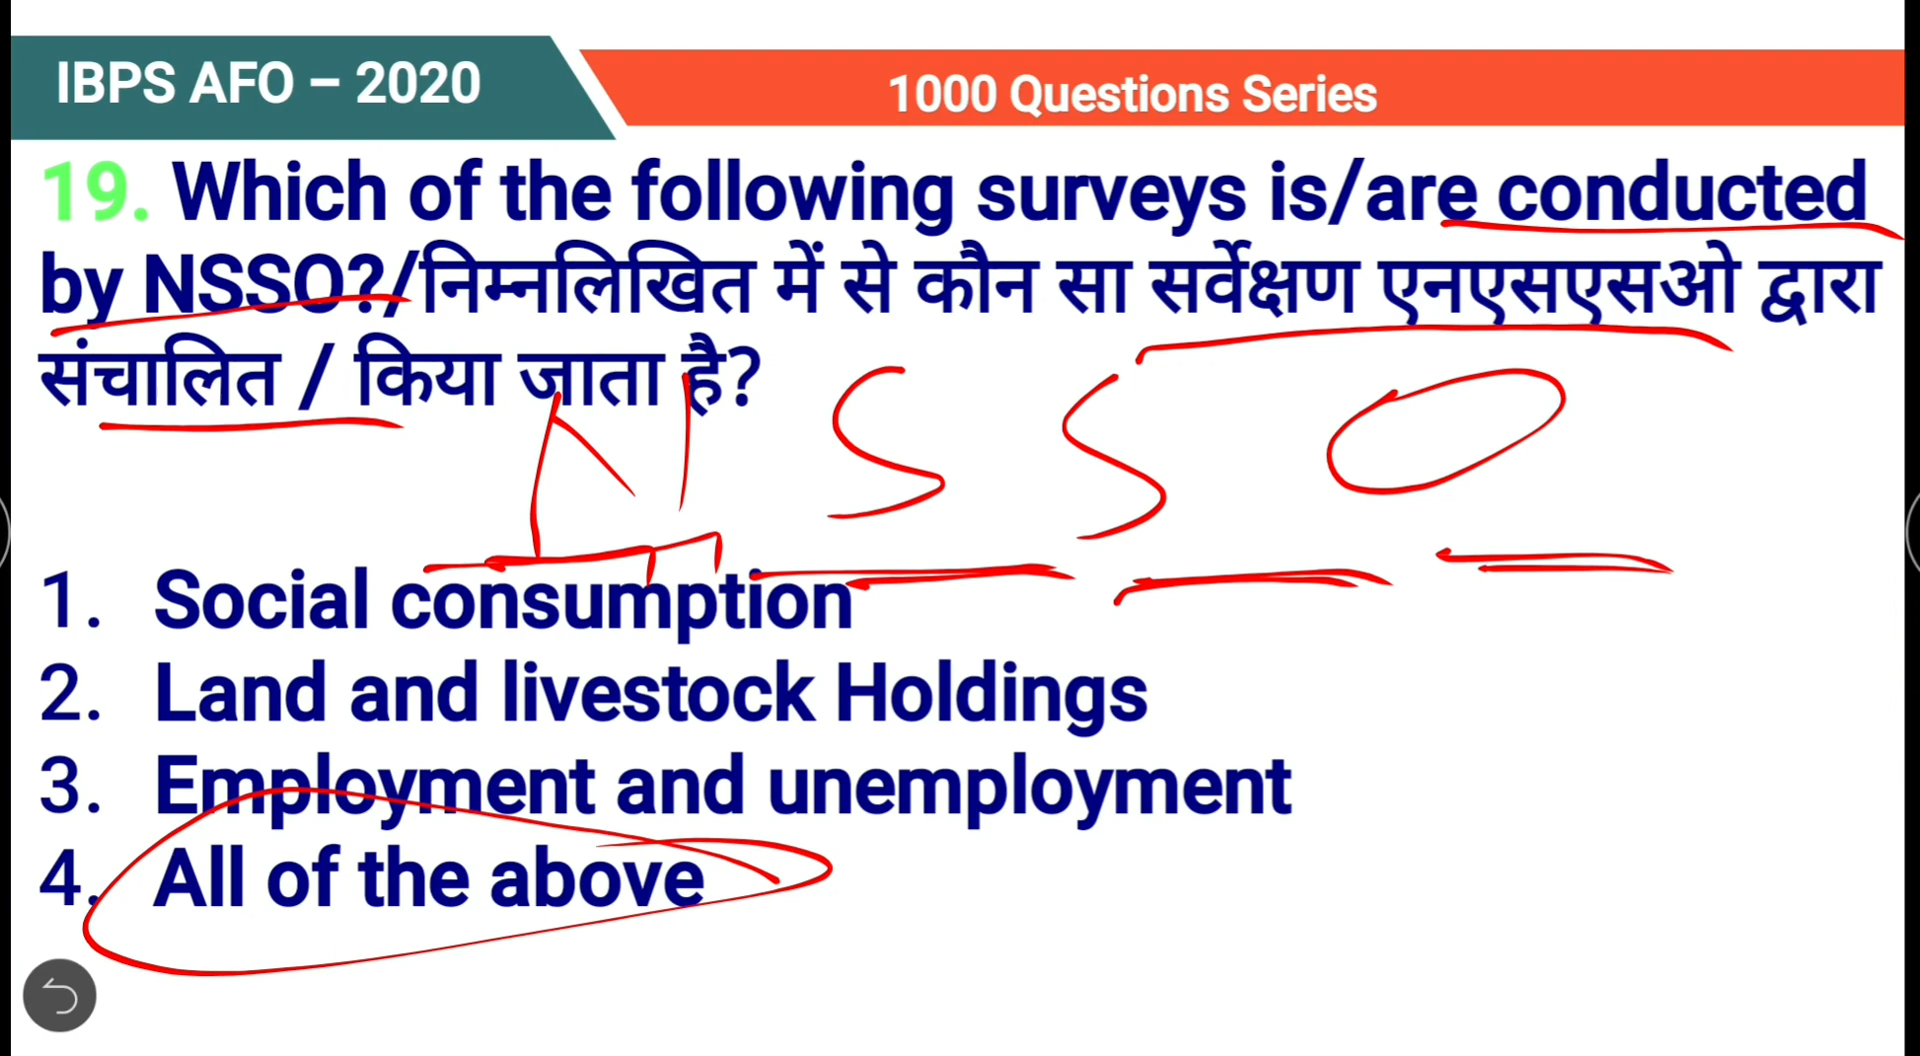 IBPS AFO – 2020
1000 Questions Series
19. Which of the following surveys is/are conducted
by NSSO?/निम्नलिखित में से कौन सा सर्वेक्षण एनएसएसओ द्वारा
संचालित / किया जाता है?
N S S O
1. Social consumption
2. Land and livestock Holdings
3. Employment and unemployment
4. All of the above